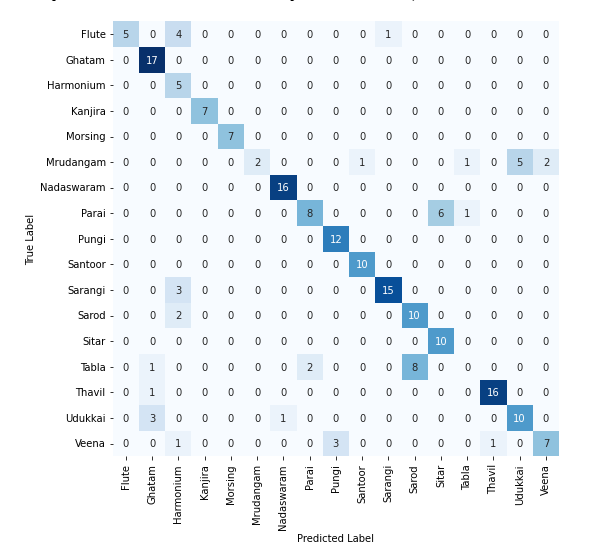 Flute 5 0 4 0 0 0 0 0 0 0 1 0 0 0 0 0 0
Ghatam 0 17 0 0 0 0 0 0 0 0 0 0 0 0 0 0 0
Harmonium 0 0 5 0 0 0 0 0 0 0 0 0 0 0 0 0 0
Kanjira 0 0 0 7 0 0 0 0 0 0 0 0 0 0 0 0 0
Morsing 0 0 0 0 7 0 0 0 0 0 0 0 0 0 0 0 0
Mrudangam 0 0 0 0 0 2 0 0 0 1 0 0 0 1 0 5 2
Nadaswaram 0 0 0 0 0 0 16 0 0 0 0 0 0 0 0 0 0
Parai 0 0 0 0 0 0 0 8 0 0 0 0 6 1 0 0 0
Pungi 0 0 0 0 0 0 0 0 12 0 0 0 0 0 0 0 0
Santoor 0 0 0 0 0 0 0 0 0 10 0 0 0 0 0 0 0
Sarangi 0 0 3 0 0 0 0 0 0 0 15 0 0 0 0 0 0
Sarod 0 0 2 0 0 0 0 0 0 0 0 10 0 0 0 0 0
Sitar 0 0 0 0 0 0 0 0 0 0 0 0 10 0 0 0 0
Tabla 0 1 0 0 0 0 0 2 0 0 0 8 0 0 0 0 0
Thavil 0 1 0 0 0 0 0 0 0 0 0 0 0 0 16 0 0
Udukkai 0 3 0 0 0 0 1 0 0 0 0 0 0 0 0 10 0
Veena 0 0 1 0 0 0 0 0 3 0 0 0 0 0 1 0 7
True Label
Flute Ghatam Harmonium Kanjira Morsing Mrudangam Nadaswaram Parai Pungi Santoor Sarangi Sarod Sitar Tabla Thavil Udukkai Veena
Predicted Label